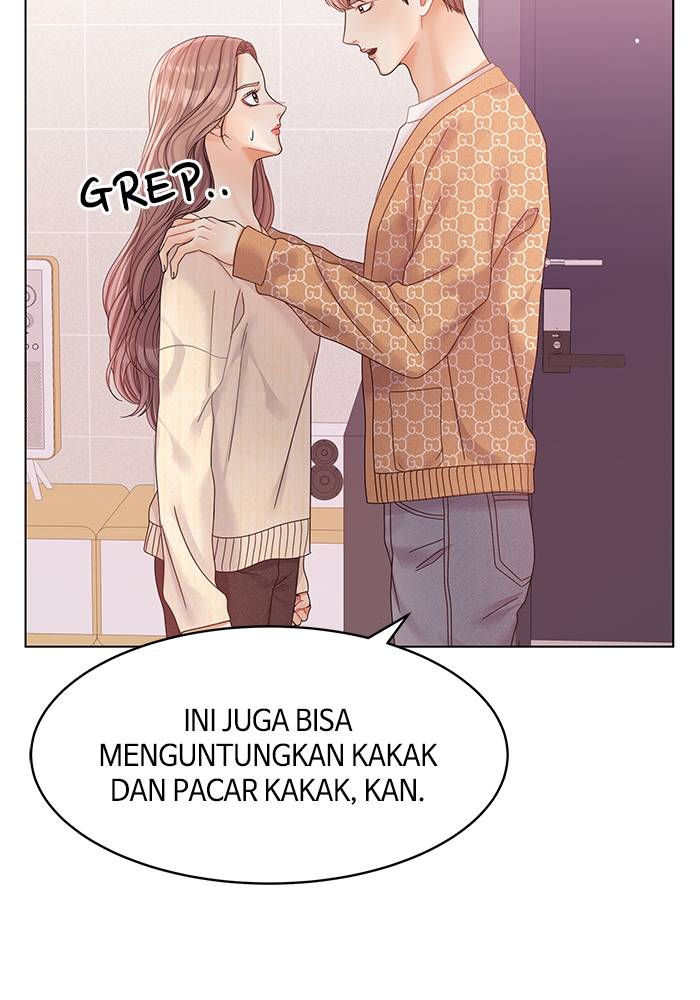 GREP..
INI JUGA BISA
MENGUNTUNGKAN KAKAK
DAN PACAR KAKAK, KAN.